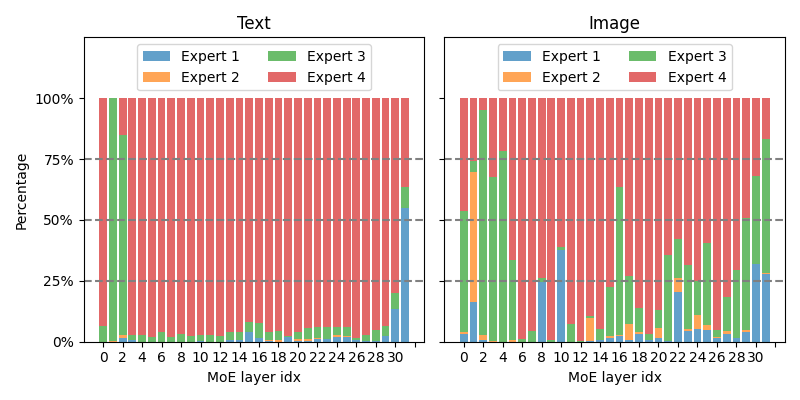 Text
Image
Expert 1 Expert 3
Expert 2 Expert 4
Expert 1 Expert 3
Expert 2 Expert 4
100%
75%
50%
25%
0%
Percentage
0 2 4 6 8 10 12 14 16 18 20 22 24 26 28 30
0 2 4 6 8 10 12 14 16 18 20 22 24 26 28 30
MoE layer idx
MoE layer idx